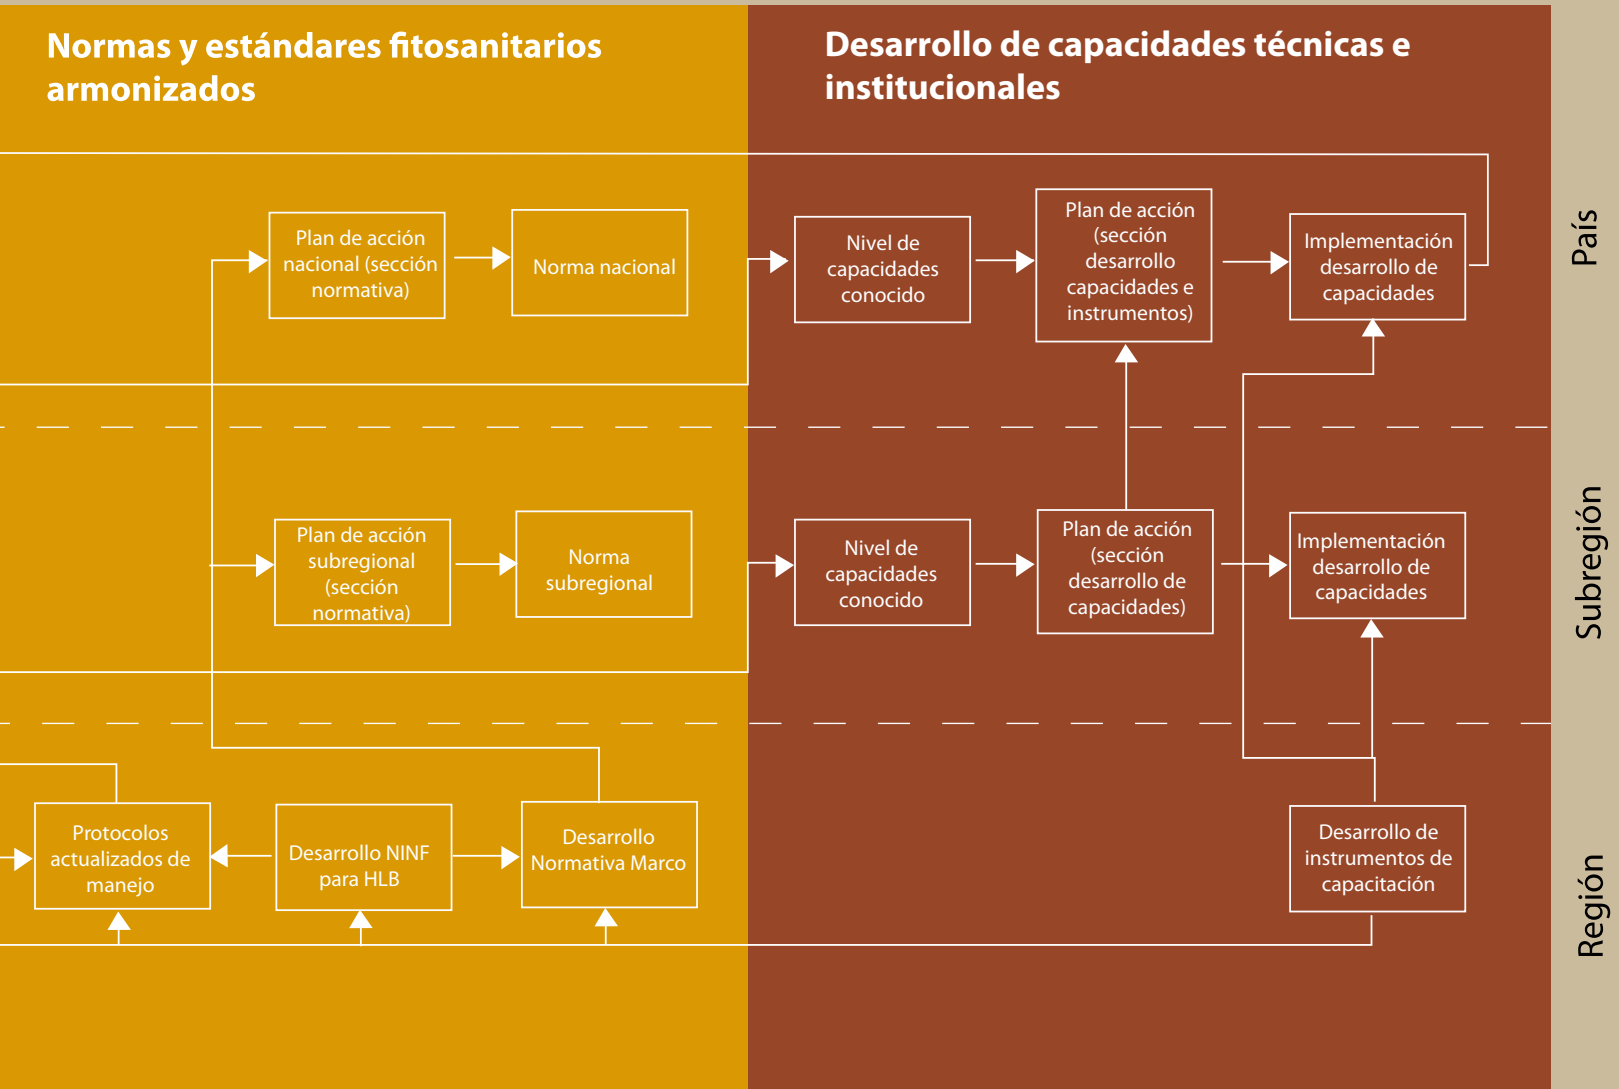 Normas y estándares fitosanitarios
armonizados
Desarrollo de capacidades técnicas e
institucionales
Plan de acción
nacional (sección
normativa)
Norma nacional
Nivel de
capacidades
conocido
Plan de acción
(sección
desarrollo
capacidades e
instrumentos)
Implementación
desarrollo de
capacidades
País
Plan de acción
subregional
(sección
normativa)
Norma
subregional
Nivel de
capacidades
conocido
Plan de acción
(sección
desarrollo de
capacidades)
Implementación
desarrollo de
capacidades
Subregión
Protocolos
actualizados de
manejo
Desarrollo NINF
para HLB
Desarrollo
Normativa Marco
Desarrollo de
instrumentos de
capacitación
Región